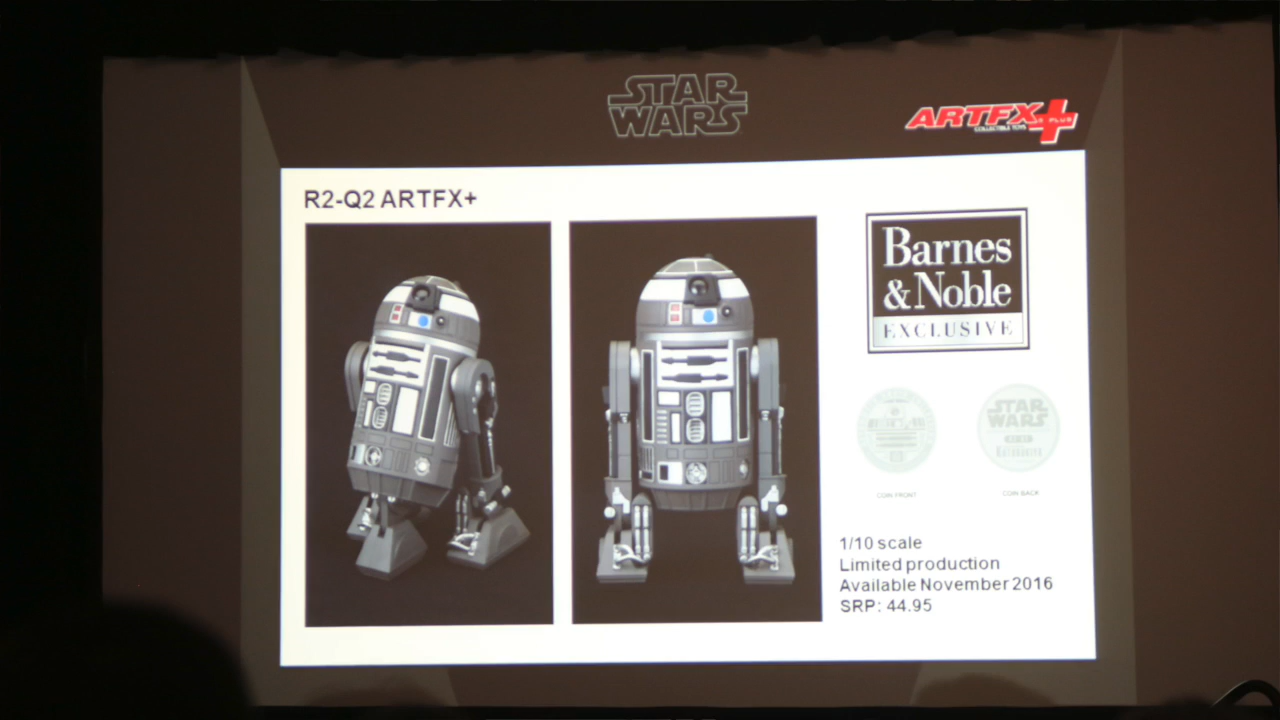 STAR
WARS
ARTFX+
R2-Q2 ARTFX+
Barnes
& Noble
EXCLUSIVE
STAR
WARS
COIN FRONT
COIN BACK
1/10 scale
Limited production
Available November 2016
SRP: 44.95